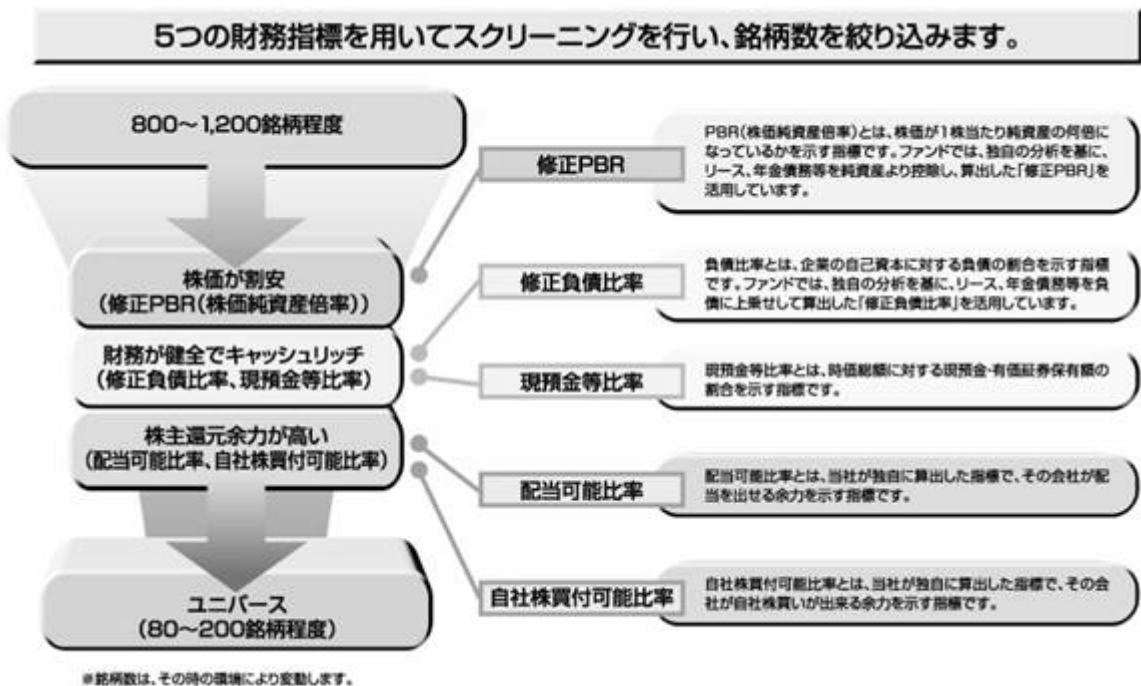 5つの財務指標を用いてスクリーニングを行い、銘柄数を絞り込みます。
800～1,200銘柄程度
株価が割安
(修正PBR(株価純資産倍率))
財務が健全でキャッシュリッチ
(修正負債比率、現預金等比率)
株主還元余力が高い
(配当可能比率、自社株買付可能比率)
ユニバース
(80～200銘柄程度)
修正PBR
PBR(株価純資産倍率)とは、株価が1株当たり純資産の何倍に
なっているかを示す指標です。ファンドでは、独自の分析を基に、
リース、年金債務等を純資産より控除し、算出した「修正PBR」を
活用しています。
修正負債比率
負債比率とは、企業の自己資本に対する負債の割合を示す指標
です。ファンドでは、独自の分析を基に、リース、年金債務等を負
債に上乗せして算出した「修正負債比率」を活用しています。
現預金等比率
現預金等比率とは、時価総額に対する現預金・有価証券保有額の
割合を示す指標です。
配当可能比率
配当可能比率とは、当社が独自に算出した指標で、その会社が配
当を出せる余力を示す指標です。
自社株買付可能比率
自社株買付可能比率とは、当社が独自に算出した指標で、その会
社が自社株買いが出来る余力を示す指標です。
※銘柄数は、その時の環境により変動します。